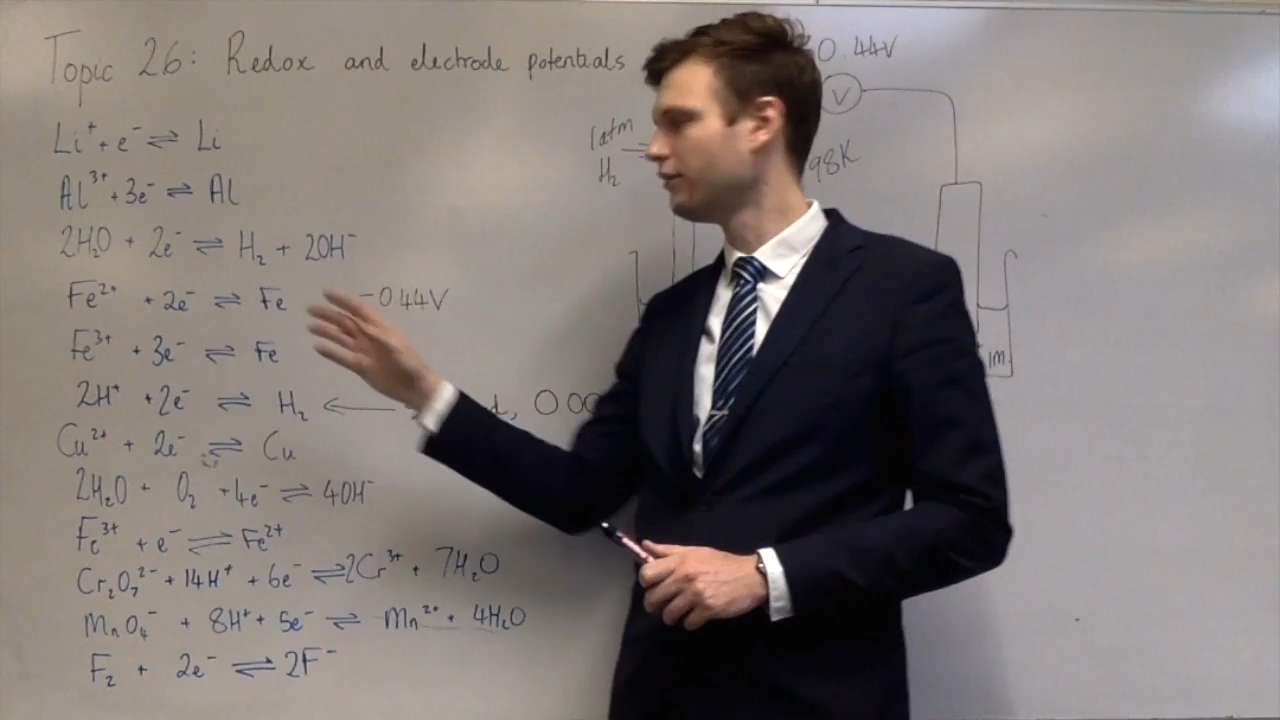 Topic 26: Redox and electrode potentials
Li⁺ + e⁻ ⇌ Li
Al³⁺ + 3e⁻ ⇌ Al
2H₂O + 2e⁻ ⇌ H₂ + 2OH⁻
Fe²⁺ + 2e⁻ ⇌ Fe −0.44V
Fe³⁺ + 3e⁻ ⇌ Fe
2H⁺ + 2e⁻ ⇌ H₂ ←
Cu²⁺ + 2e⁻ ⇌ Cu
2H₂O + O₂ + 4e⁻ ⇌ 4OH⁻
Fe³⁺ + e⁻ ⇌ Fe²⁺
Cr₂O₇²⁻ + 14H⁺ + 6e⁻ ⇌ 2Cr³⁺ + 7H₂O
MnO₄⁻ + 8H⁺ + 5e⁻ ⇌ Mn²⁺ + 4H₂O
F₂ + 2e⁻ ⇌ 2F⁻
0.44V
V
1atm
H₂
98K
1M